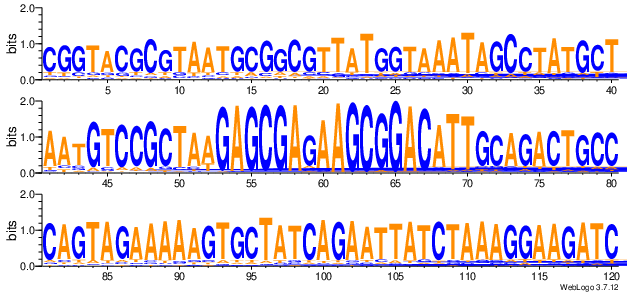 2.0
bits
1.0
CGGTACGCGTAATGCGGCGTTATGGTAAATAGCCTATGCT
0.0
5 10 15 20 25 30 35 40
2.0
bits
1.0
AATGTCCGCTAAGAGCGAGAAGCGGACATTGCAGACTGCC
0.0
45 50 55 60 65 70 75 80
2.0
bits
1.0
CAGTAGAAAAAGTGCTATCAGAATTATCTAAAGGAAGATC
0.0
85 90 95 100 105 110 115 120
WebLogo 3.7.12